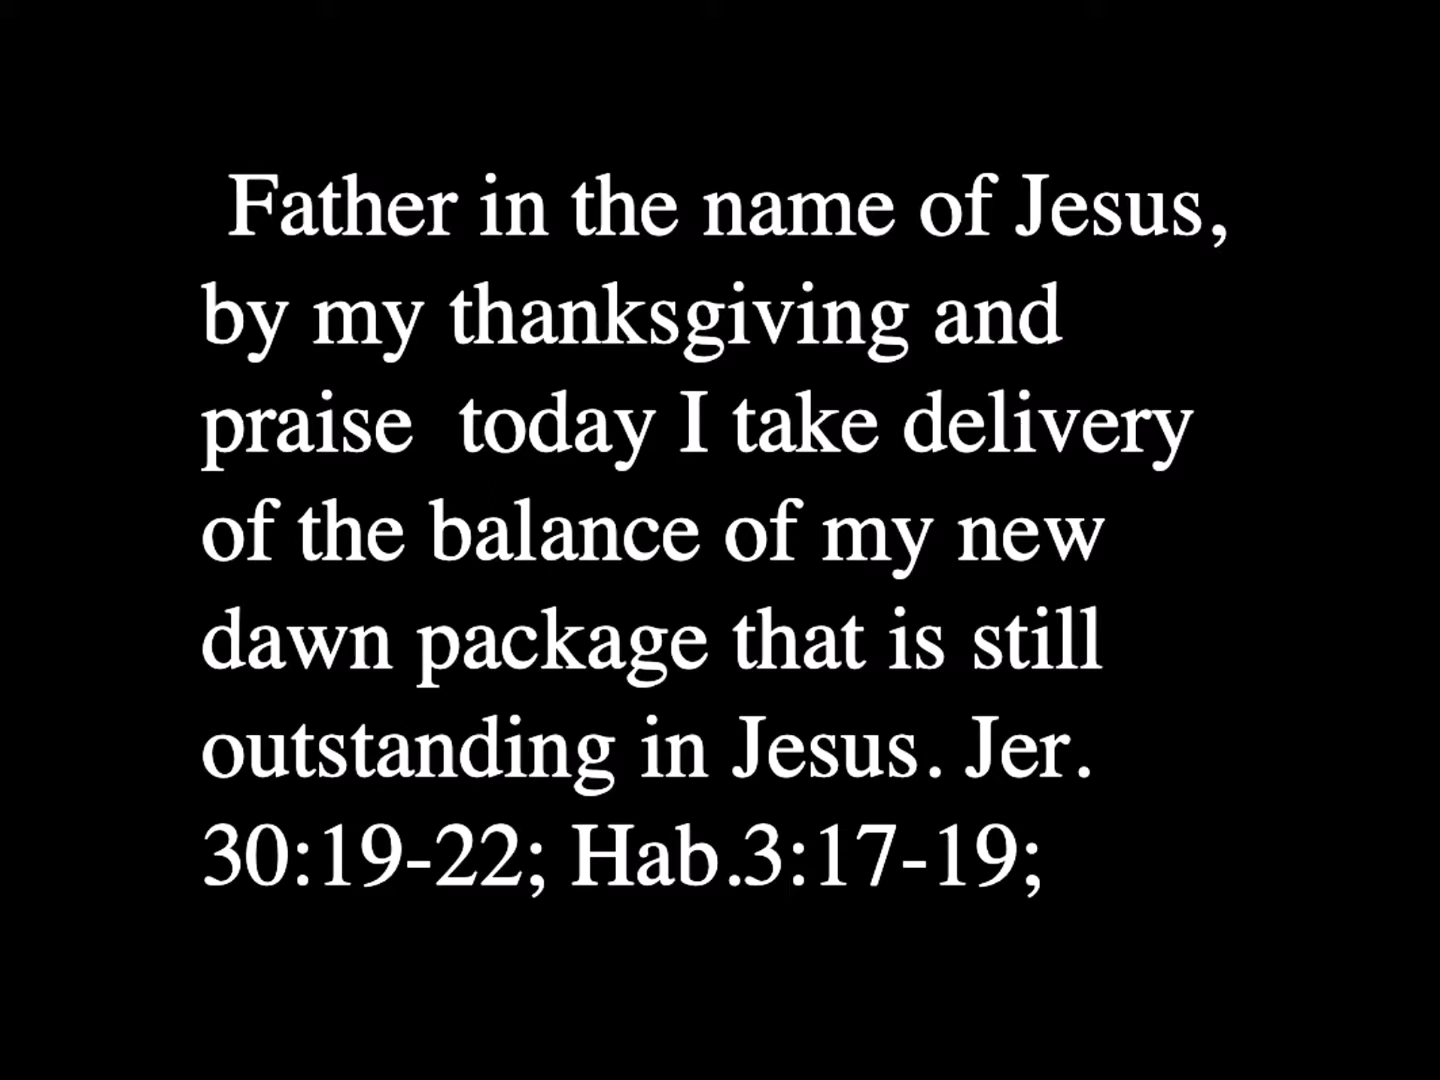 Father in the name of Jesus,
by my thanksgiving and
praise  today I take delivery
of the balance of my new
dawn package that is still
outstanding in Jesus. Jer.
30:19-22; Hab.3:17-19;